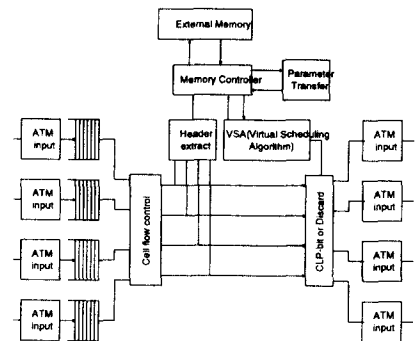 External Memory
Memory Controller
Parameter
Transfer
Header
extract
VSA(Virtual Scheduling
Algorithm)
ATM
input
ATM
input
ATM
input
ATM
input
Cell flow control
CLP-bit or Discard
ATM
input
ATM
input
ATM
input
ATM
input